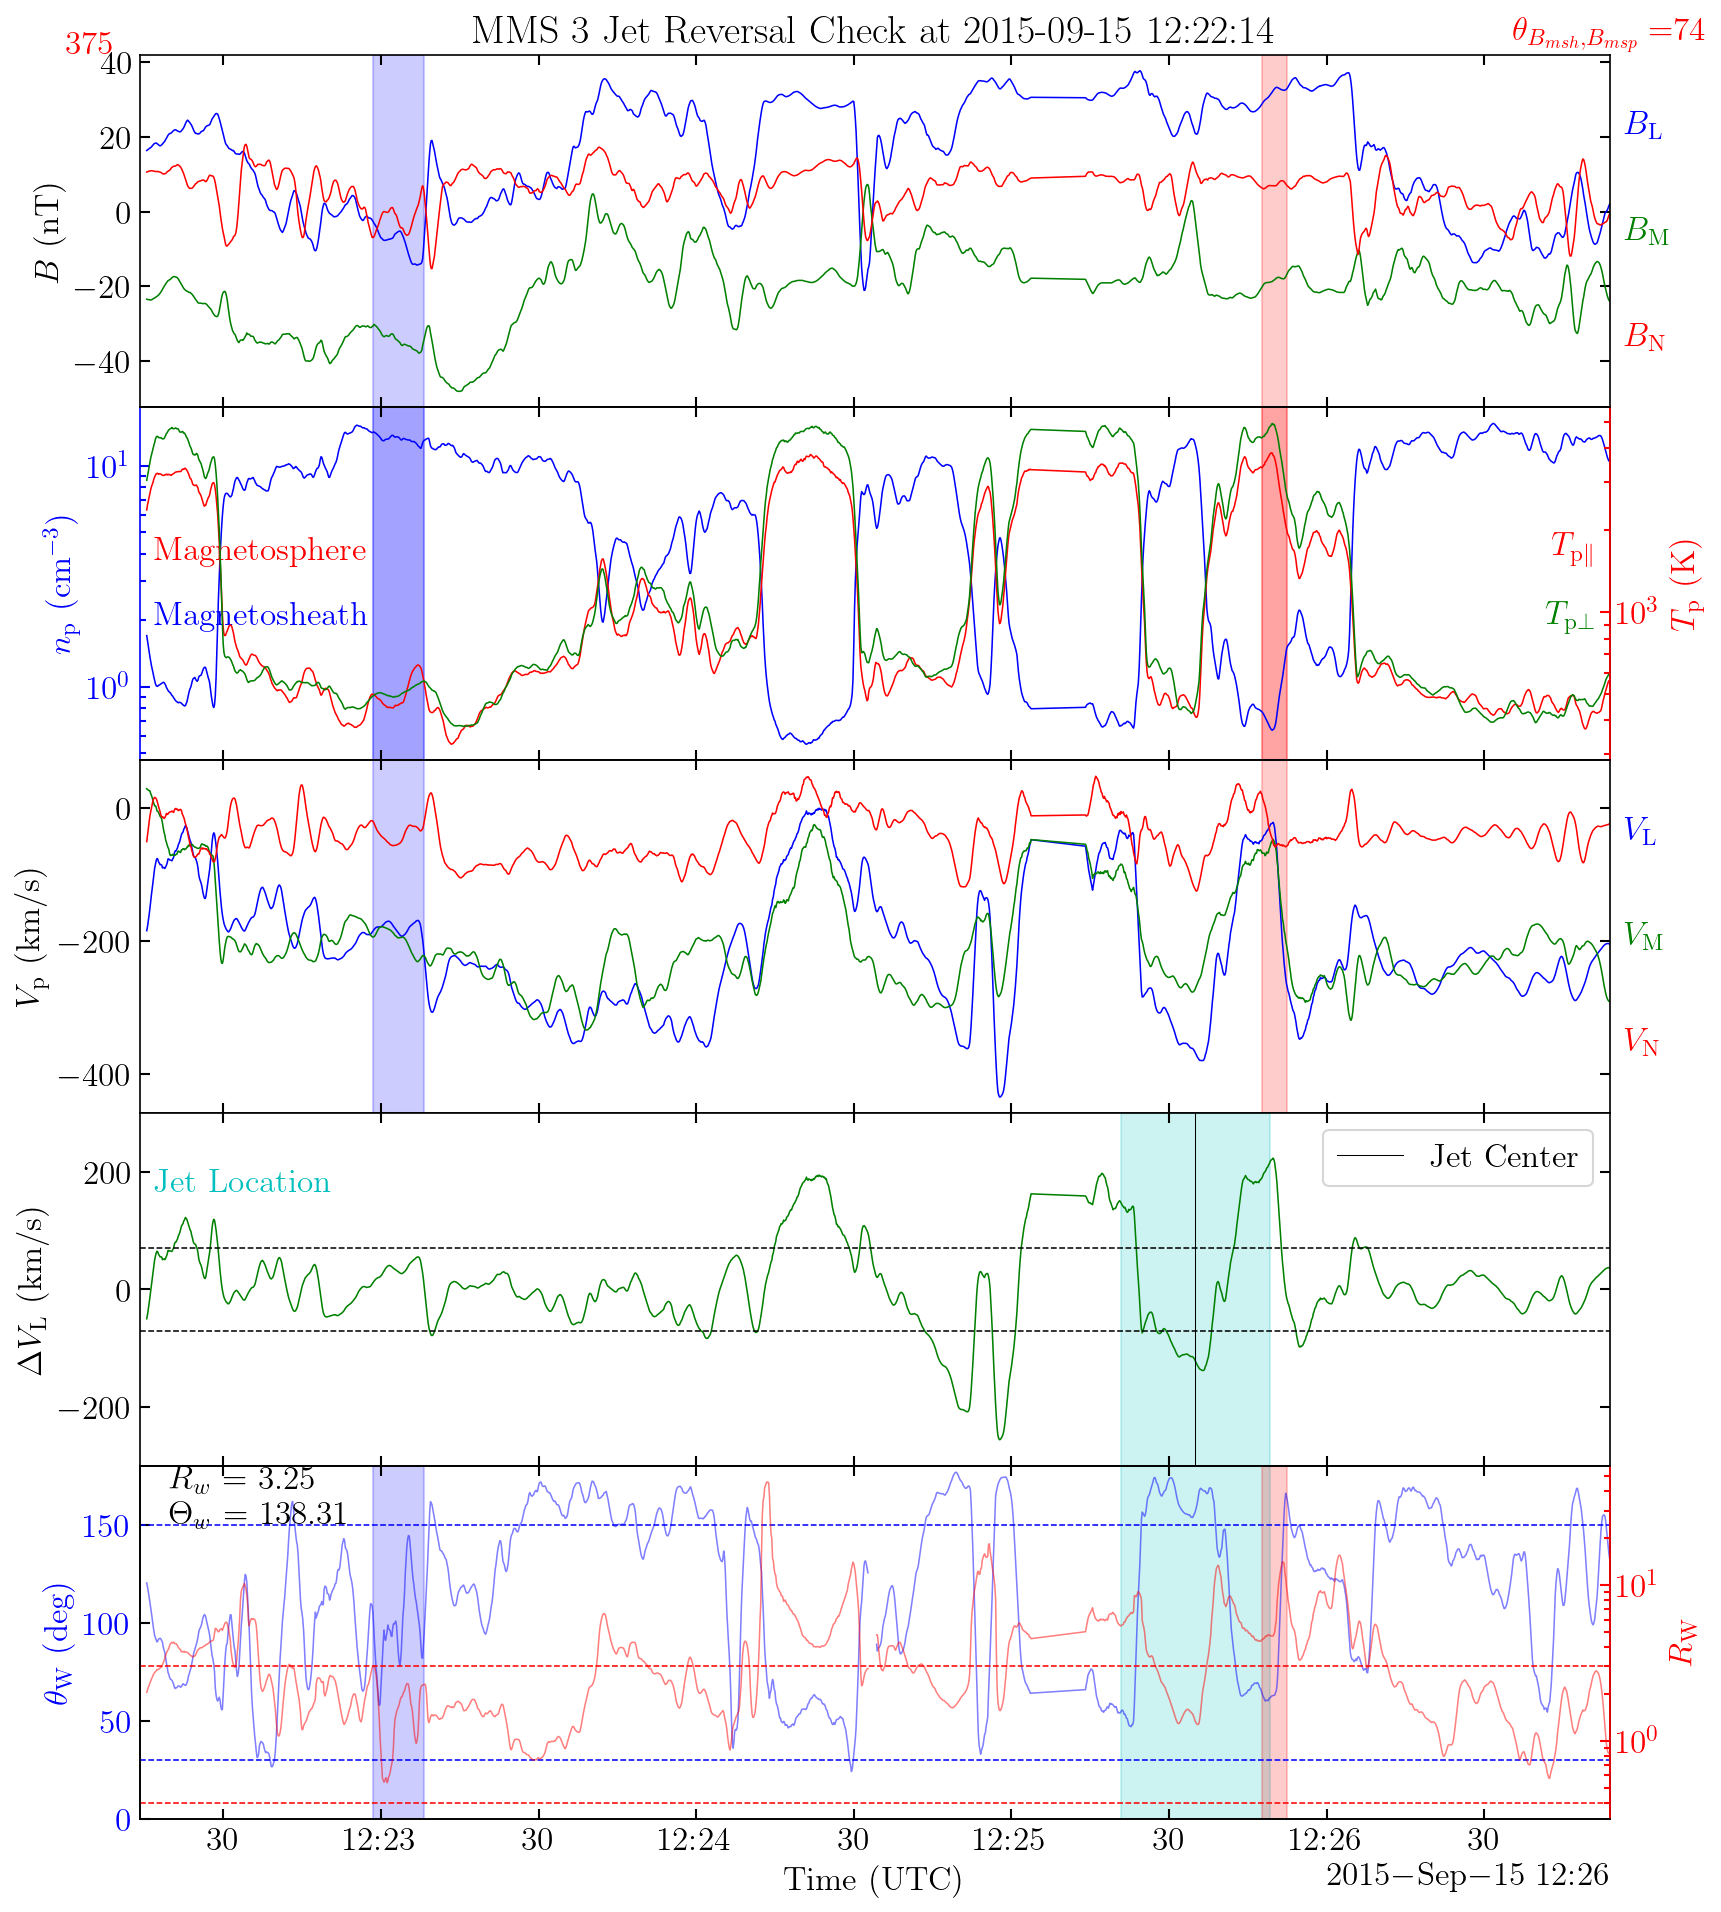 MMS 3 Jet Reversal Check at 2015-09-15 12:22:14
375
θ_{B_{msh}, B_{msp}} =74
40
20
0
−20
−40
B (nT)
B_L
B_M
B_N
10^1
10^0
n_p (cm^{−3})
Magnetosphere
Magnetosheath
T_{p∥}
T_{p⊥}
10^3
T_p (K)
0
−200
−400
V_p (km/s)
V_L
V_M
V_N
200
0
−200
ΔV_L (km/s)
Jet Location
Jet Center
R_w = 3.25
Θ_w = 138.31
150
100
50
0
θ_W (deg)
10^1
10^0
R_W
30 12:23 30 12:24 30 12:25 30 12:26 30
Time (UTC)
2015−Sep−15 12:26